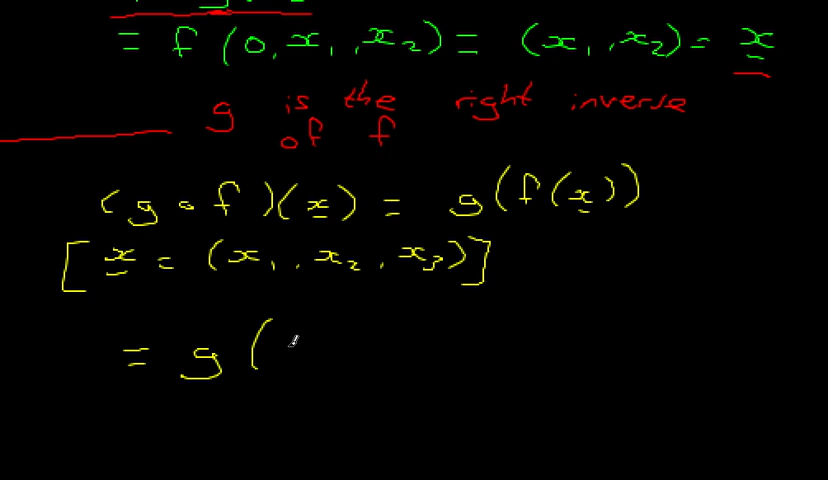 = f (0, x₁, x₂) = (x₁, x₂) = x
g is the right inverse
of f
(g ∘ f)(x) = g(f(x))
[x = (x₁, x₂, x₃)]
= g (